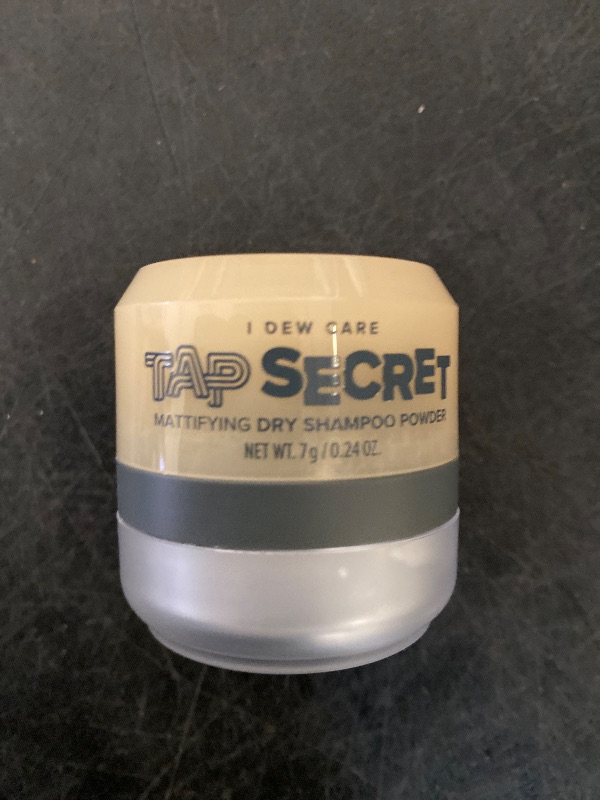 I DEW CARE
TAP SECRET
MATTIFYING DRY SHAMPOO POWDER
NET WT. 7g / 0.24 OZ.